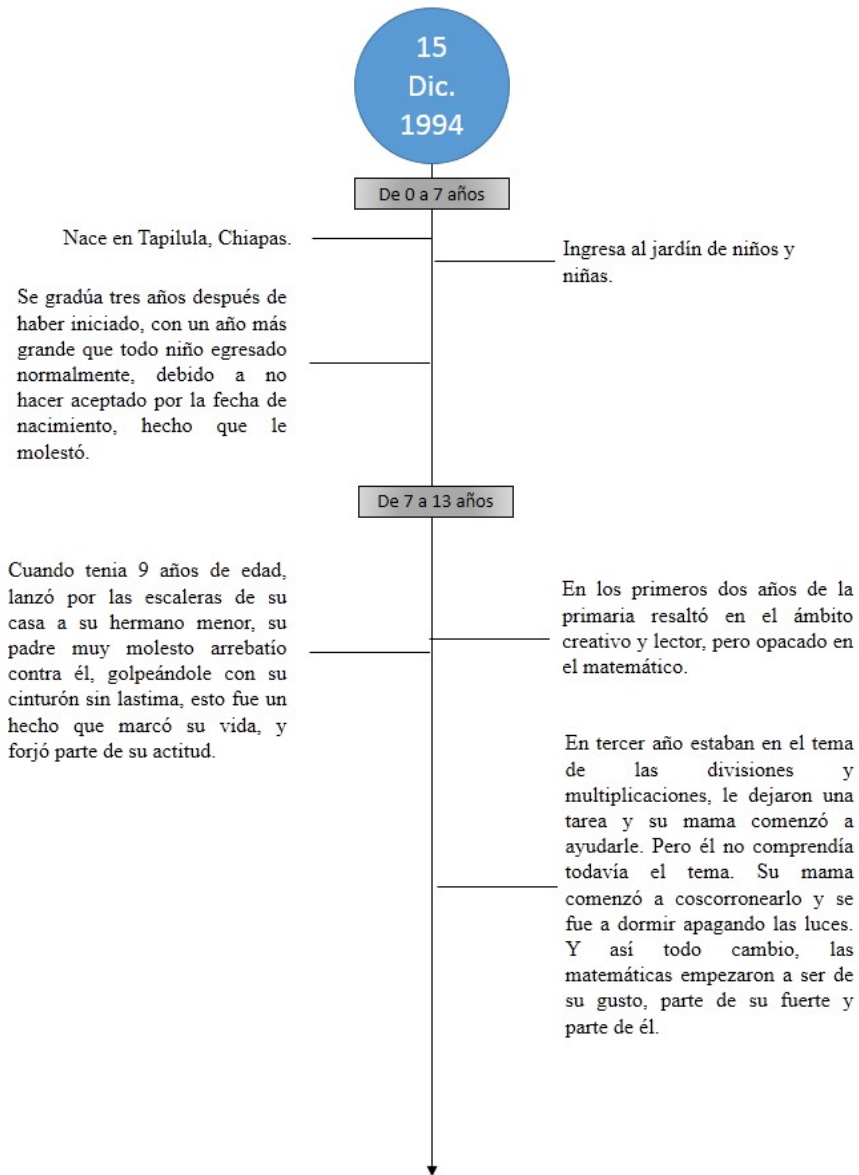 15
Dic.
1994
De 0 a 7 años
Nace en Tapilula, Chiapas.
Ingresa al jardín de niños y
niñas.
Se gradúa tres años después de
haber iniciado, con un año más
grande que todo niño egresado
normalmente, debido a no
hacer aceptado por la fecha de
nacimiento, hecho que le
molestó.
De 7 a 13 años
Cuando tenia 9 años de edad,
lanzó por las escaleras de su
casa a su hermano menor, su
padre muy molesto arrebatío
contra él, golpeándole con su
cinturón sin lastima, esto fue un
hecho que marcó su vida, y
forjó parte de su actitud.
En los primeros dos años de la
primaria resaltó en el ámbito
creativo y lector, pero opacado en
el matemático.
En tercer año estaban en el tema
de las divisiones y
multiplicaciones, le dejaron una
tarea y su mama comenzó a
ayudarle. Pero él no comprendía
todavía el tema. Su mama
comenzó a coscorronearlo y se
fue a dormir apagando las luces.
Y así todo cambio, las
matemáticas empezaron a ser de
su gusto, parte de su fuerte y
parte de él.